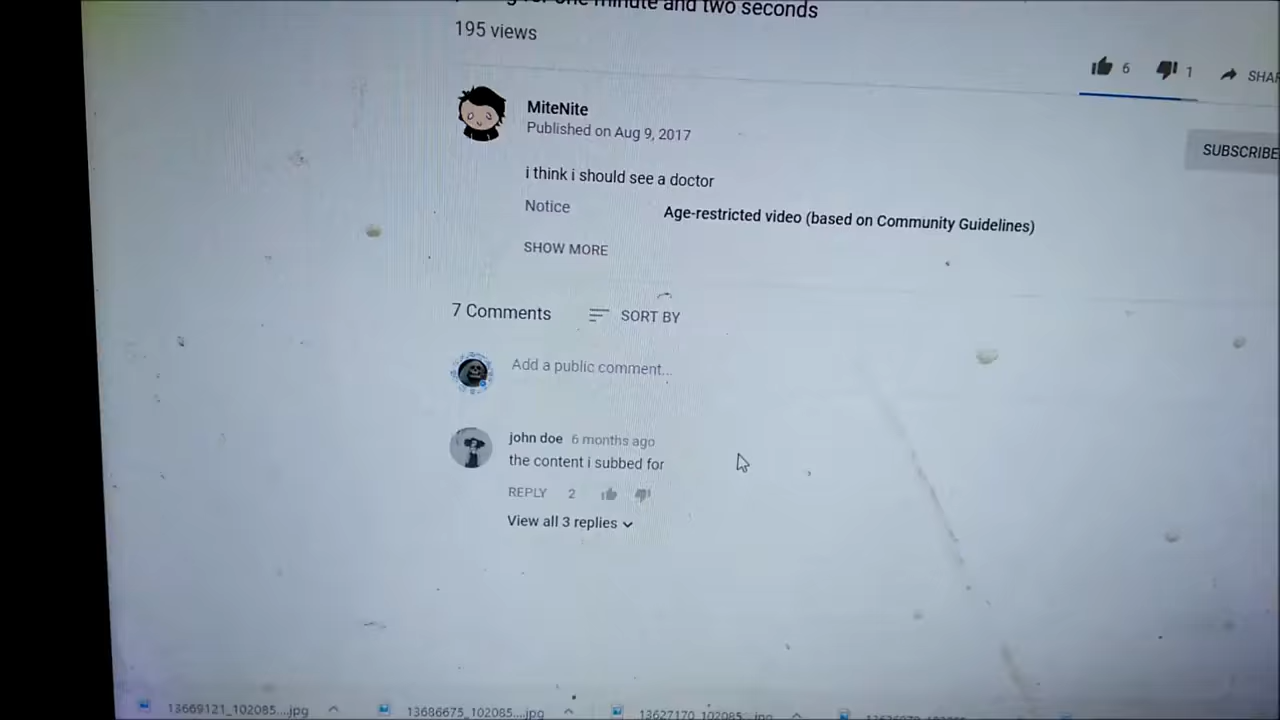 for one minute and two seconds
195 views
6 1 SHAR
MiteNite
Published on Aug 9, 2017
SUBSCRIBE
i think i should see a doctor
Notice Age-restricted video (based on Community Guidelines)
SHOW MORE
7 Comments SORT BY
Add a public comment...
john doe 6 months ago
the content i subbed for
REPLY 2
View all 3 replies
13669121_102085....jpg 13686675_102085....jpg 13627170_102085....jpg